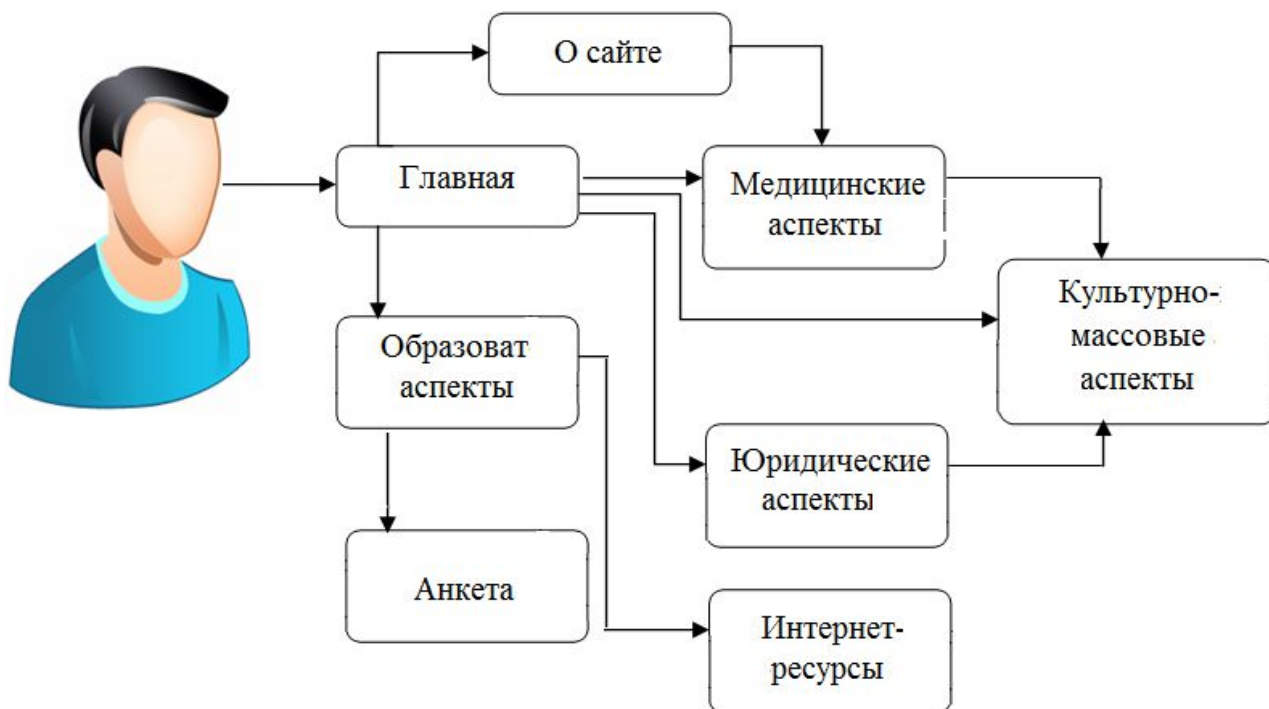 О сайте
Главная
Медицинские
аспекты
Культурно-
массовые
аспекты
Образоват
аспекты
Юридические
аспекты
Анкета
Интернет-
ресурсы